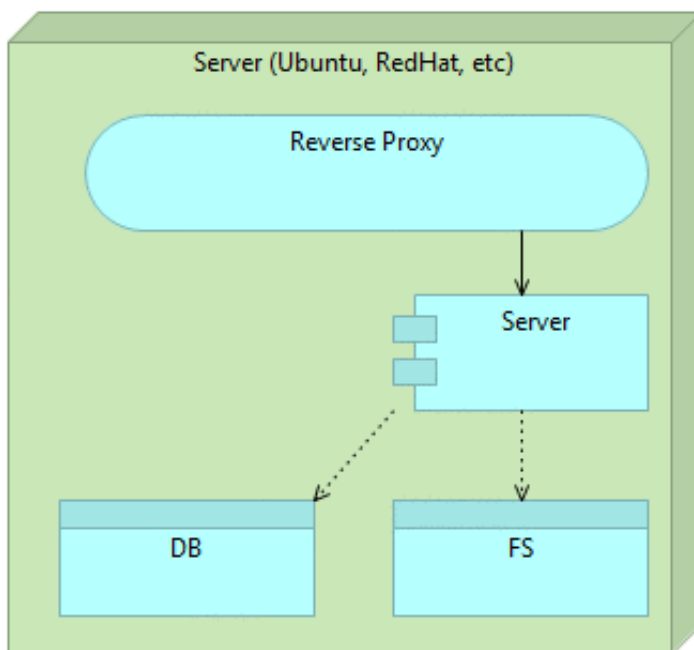 Server (Ubuntu, RedHat, etc)
Reverse Proxy
Server
DB
FS